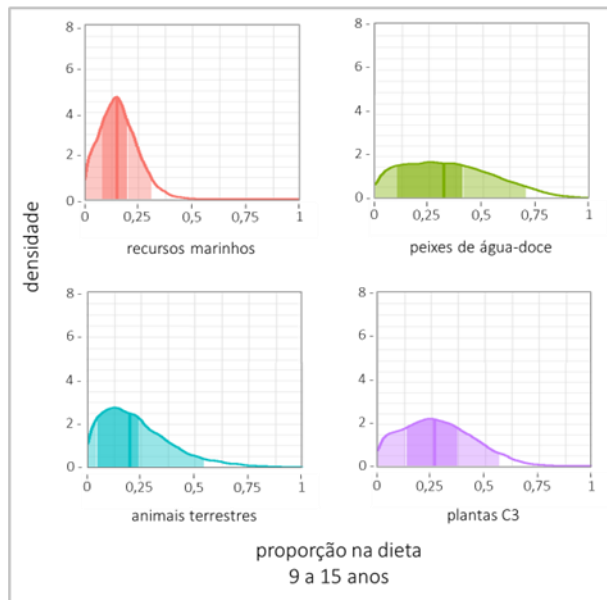 densidade
8 -
6 -
4 -
2 -
0 -
0 0,25 0,5 0,75 1
recursos marinhos
8 -
6 -
4 -
2 -
0 -
0 0,25 0,5 0,75 1
peixes de água-doce
8 -
6 -
4 -
2 -
0 -
0 0,25 0,5 0,75 1
animais terrestres
8 -
6 -
4 -
2 -
0 -
0 0,25 0,5 0,75 1
plantas C3
proporção na dieta
9 a 15 anos